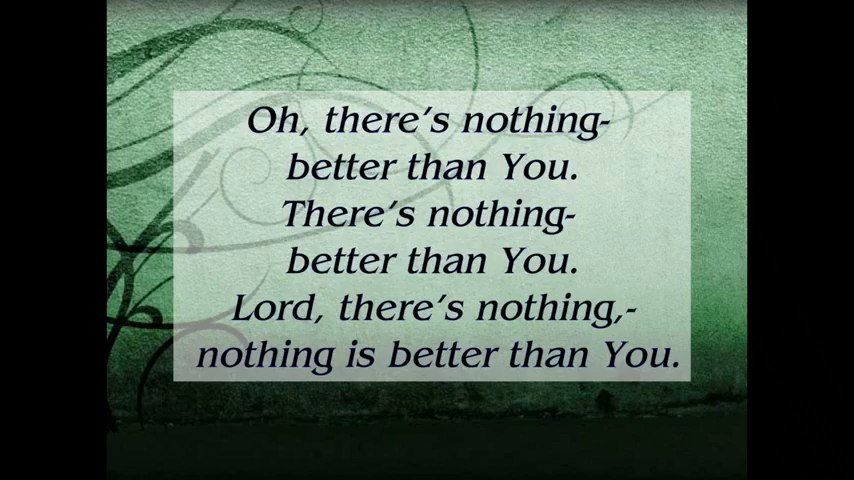 Oh, there's nothing-
better than You.
There's nothing-
better than You.
Lord, there's nothing,-
nothing is better than You.